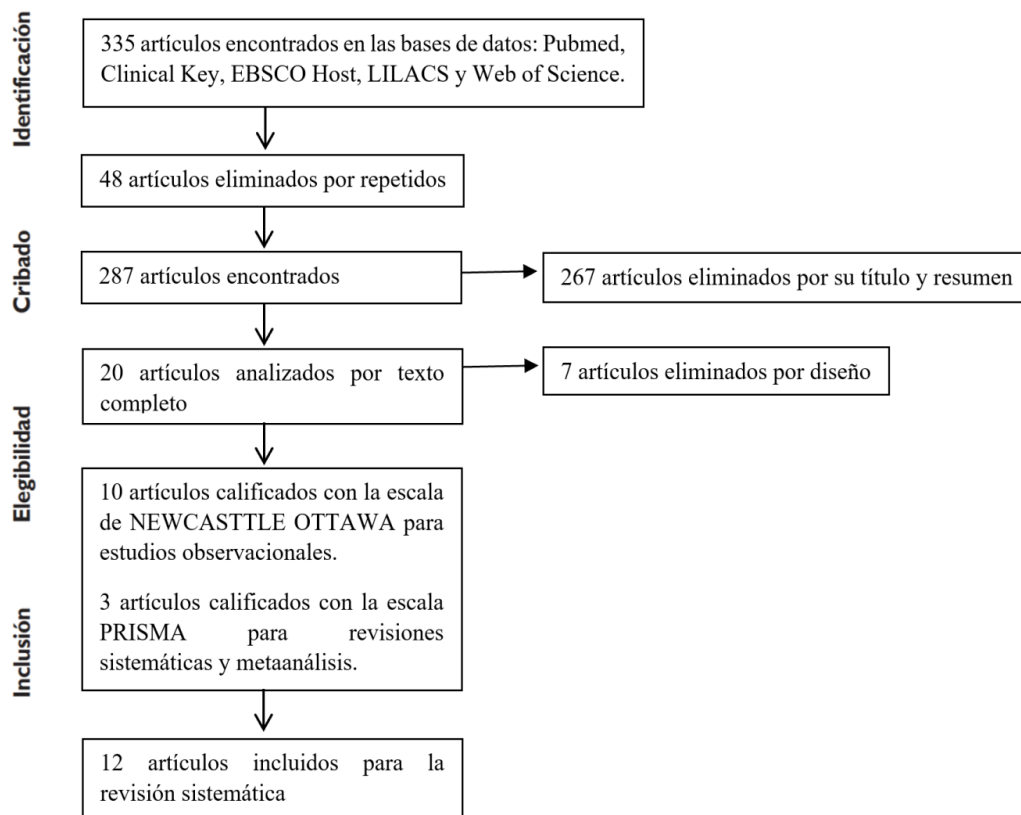 Identificación
335 artículos encontrados en las bases de datos: Pubmed,
Clinical Key, EBSCO Host, LILACS y Web of Science.
48 artículos eliminados por repetidos
Cribado
287 artículos encontrados
267 artículos eliminados por su título y resumen
20 artículos analizados por texto
completo
7 artículos eliminados por diseño
Elegibilidad
10 artículos calificados con la escala
de NEWCASTTLE OTTAWA para
estudios observacionales.
3 artículos calificados con la escala
PRISMA para revisiones
sistemáticas y metaanálisis.
Inclusión
12 artículos incluidos para la
revisión sistemática